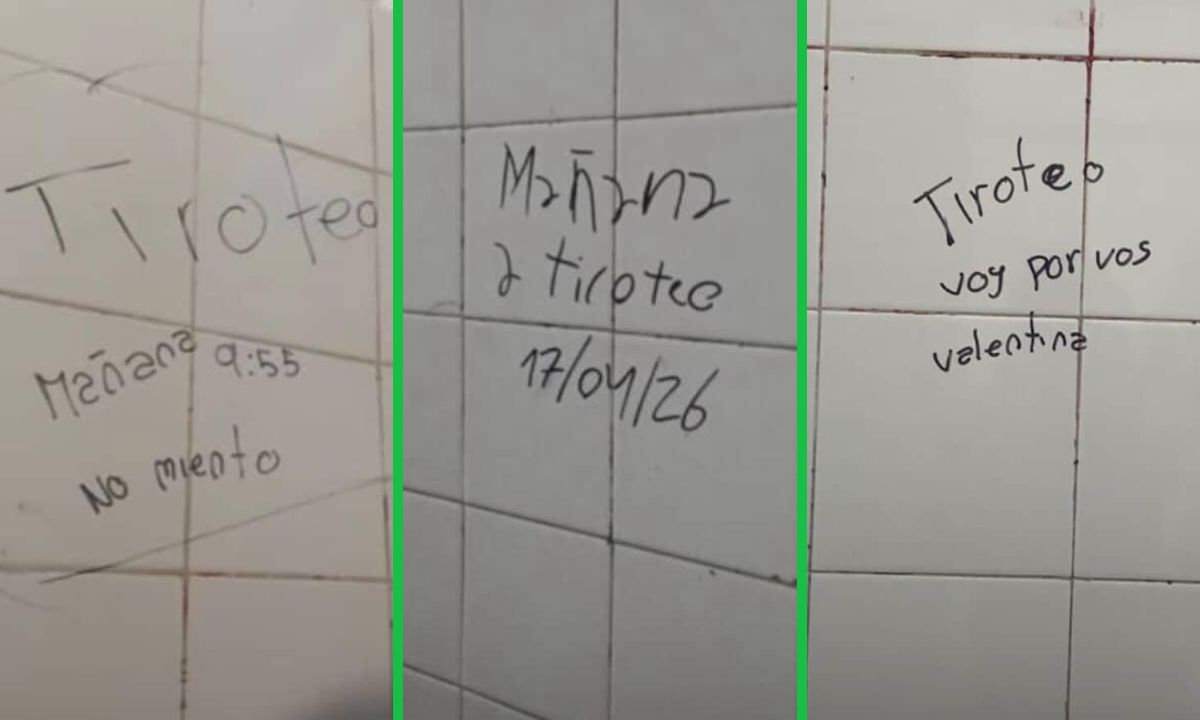 Tiroteo
Mañana 9:55
No miento
Mañana
a tiroteo
17/04/26
Tiroteo
voy por vos
valentina